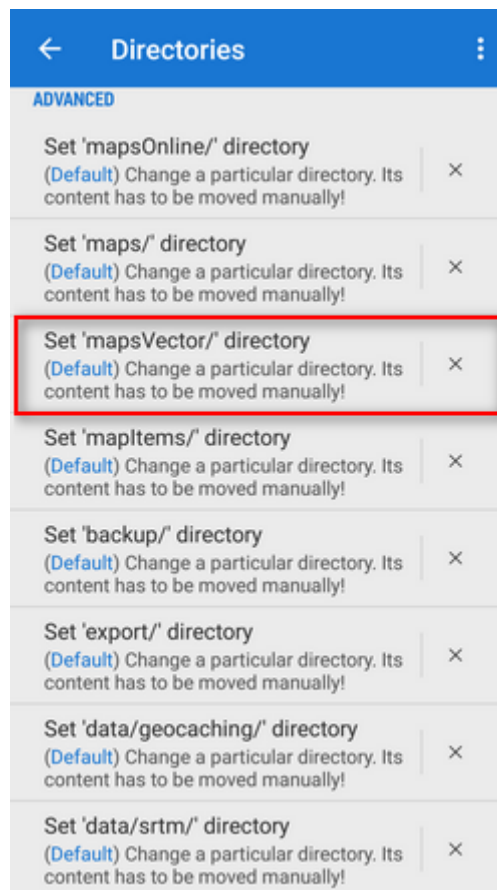 Directories
ADVANCED
Set 'mapsOnline/' directory
(Default) Change a particular directory. Its
content has to be moved manually!
Set 'maps/' directory
(Default) Change a particular directory. Its
content has to be moved manually!
Set 'mapsVector/' directory
(Default) Change a particular directory. Its
content has to be moved manually!
Set 'mapItems/' directory
(Default) Change a particular directory. Its
content has to be moved manually!
Set 'backup/' directory
(Default) Change a particular directory. Its
content has to be moved manually!
Set 'export/' directory
(Default) Change a particular directory. Its
content has to be moved manually!
Set 'data/geocaching/' directory
(Default) Change a particular directory. Its
content has to be moved manually!
Set 'data/srtm/' directory
(Default) Change a particular directory. Its
content has to be moved manually!